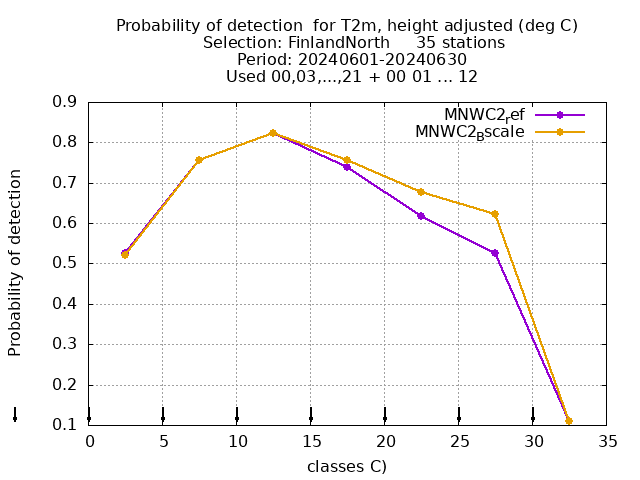 Probability of detection  for T2m, height adjusted (deg C)
Selection: FinlandNorth     35 stations
Period: 20240601-20240630
Used 00,03,...,21 + 00 01 ... 12
Probability of detection
0.9
0.8
0.7
0.6
0.5
0.4
0.3
0.2
0.1
MNWC2ref
MNWC2Bscale
0 5 10 15 20 25 30 35
classes C)